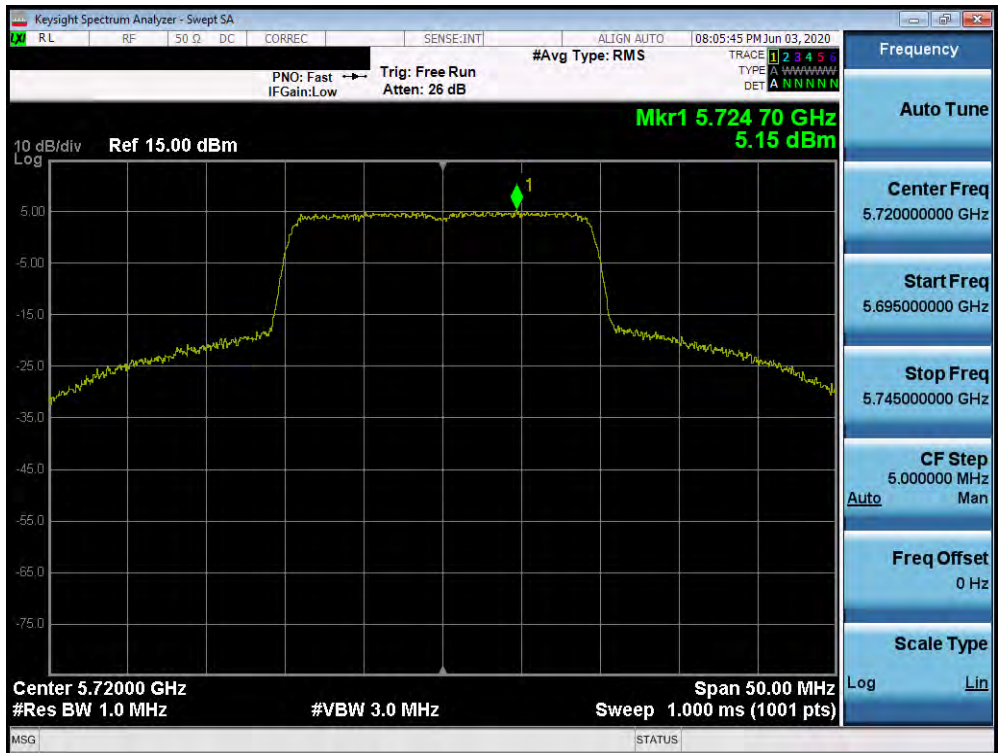 Keysight Spectrum Analyzer - Swept SA
LXI RL RF 50 Ω DC CORREC SENSE:INT ALIGN AUTO 08:05:45 PM Jun 03, 2020
#Avg Type: RMS
TRACE 1 2 3 4 5 6
TYPE A WWWWW
DET A N N N N N
PNO: Fast Trig: Free Run
IFGain:Low Atten: 26 dB
Mkr1 5.724 70 GHz
5.15 dBm
10 dB/div Ref 15.00 dBm
Log
1
5.00
-5.00
-15.0
-25.0
-35.0
-45.0
-55.0
-65.0
-75.0
Center 5.72000 GHz Span 50.00 MHz
#Res BW 1.0 MHz #VBW 3.0 MHz Sweep 1.000 ms (1001 pts)
MSG STATUS
Frequency
Auto Tune
Center Freq
5.720000000 GHz
Start Freq
5.695000000 GHz
Stop Freq
5.745000000 GHz
CF Step
5.000000 MHz
Auto Man
Freq Offset
0 Hz
Scale Type
Log Lin